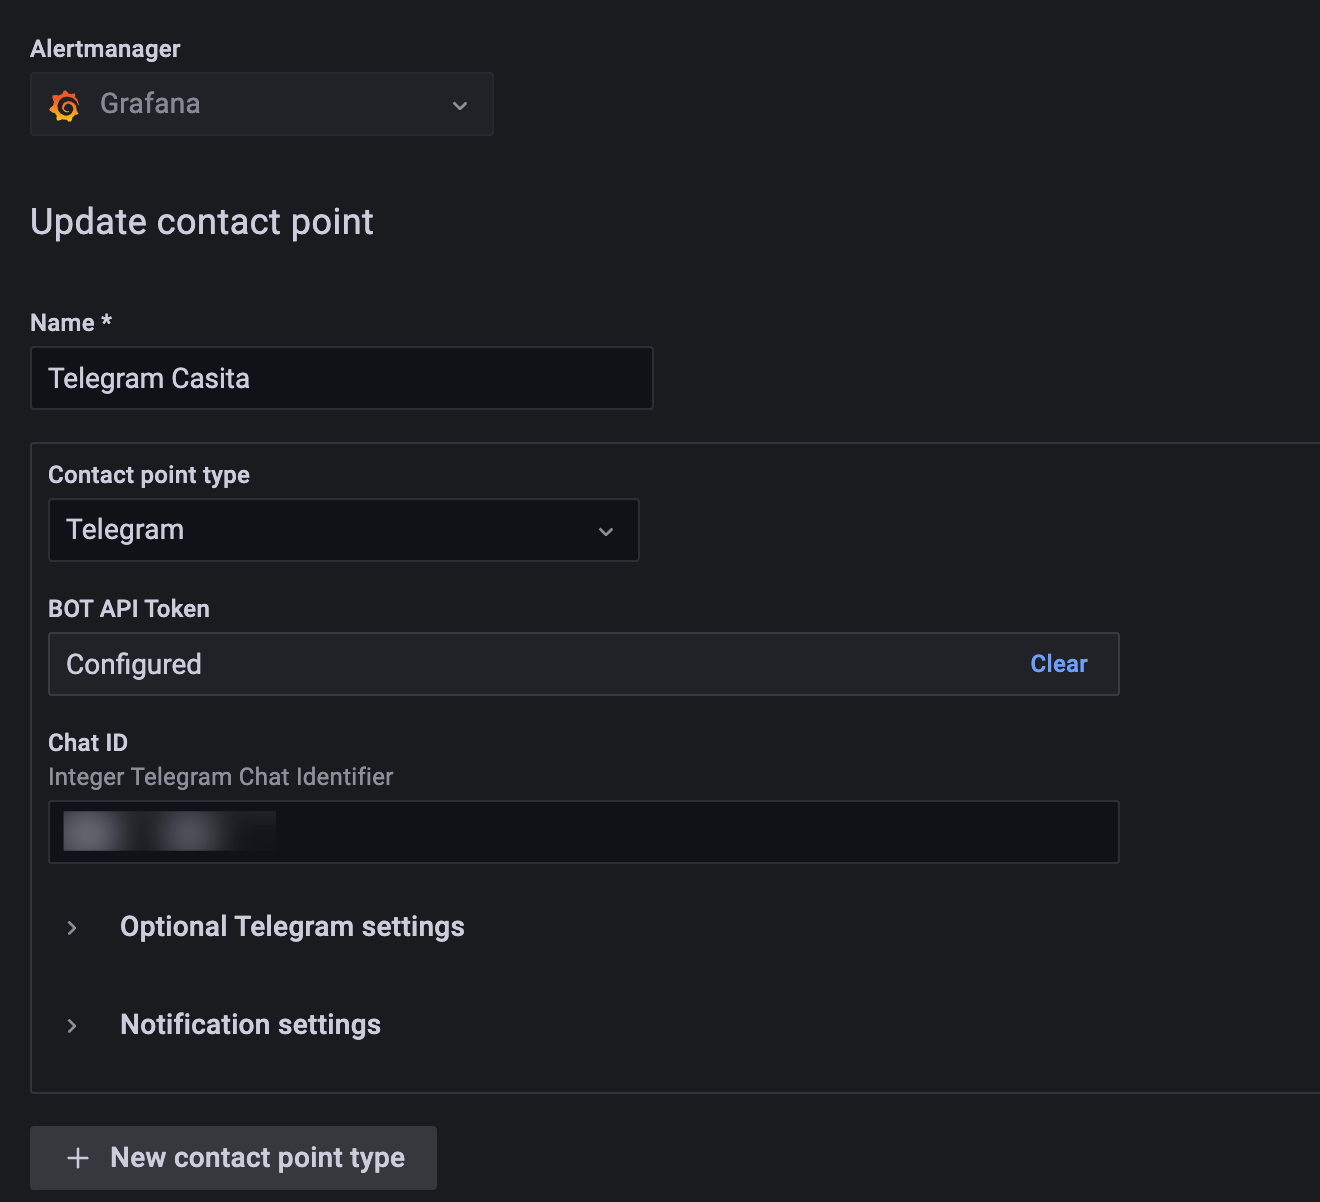 Alertmanager
Grafana
Update contact point
Name *
Telegram Casita
Contact point type
Telegram
BOT API Token
Configured Clear
Chat ID
Integer Telegram Chat Identifier
Optional Telegram settings
Notification settings
New contact point type